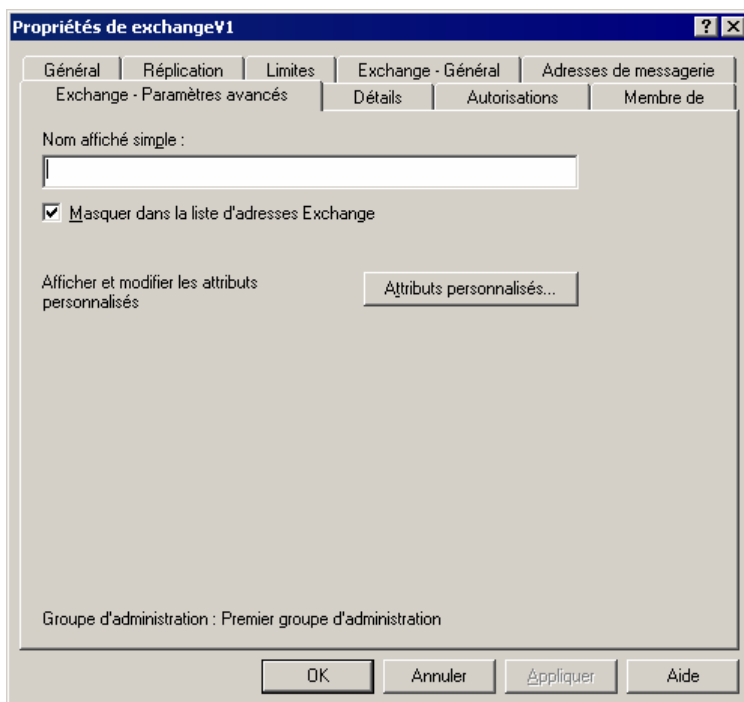 Propriétés de exchangeV1
Général Réplication Limites Exchange - Général Adresses de messagerie
Exchange - Paramètres avancés Détails Autorisations Membre de
Nom affiché simple :
Masquer dans la liste d'adresses Exchange
Afficher et modifier les attributs
personnalisés
Attributs personnalisés...
Groupe d'administration : Premier groupe d'administration
OK Annuler Appliquer Aide